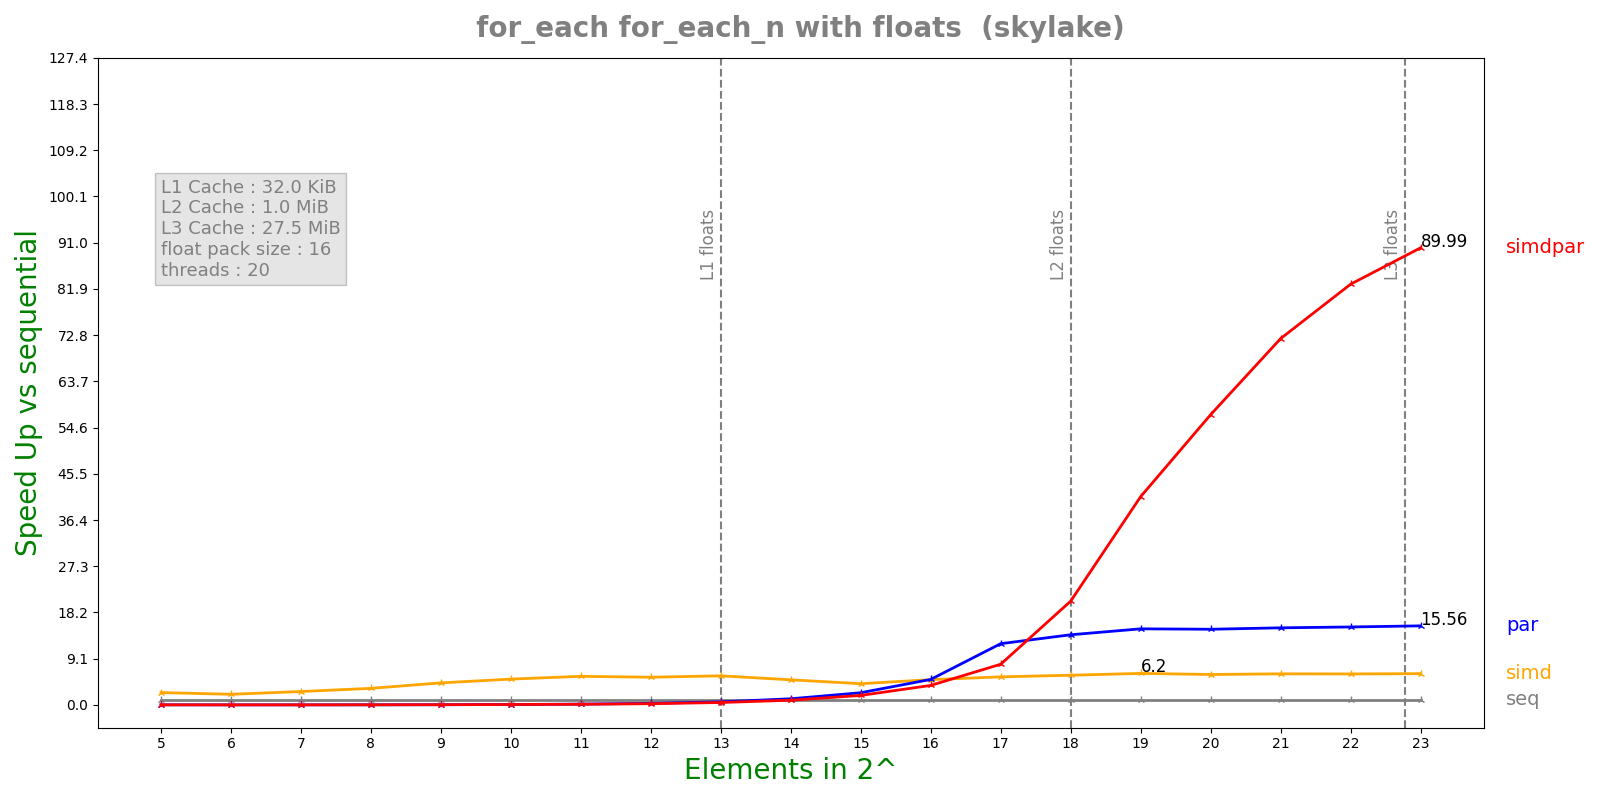 for_each for_each_n with floats  (skylake)
Speed Up vs sequential
127.4
118.3
109.2
100.1
91.0
81.9
72.8
63.7
54.6
45.5
36.4
27.3
18.2
9.1
0.0
L1 Cache : 32.0 KiB
L2 Cache : 1.0 MiB
L3 Cache : 27.5 MiB
float pack size : 16
threads : 20
L1 floats
L2 floats
L3 floats
89.99
15.56
6.2
simdpar
par
simd
seq
5 6 7 8 9 10 11 12 13 14 15 16 17 18 19 20 21 22 23
Elements in 2^